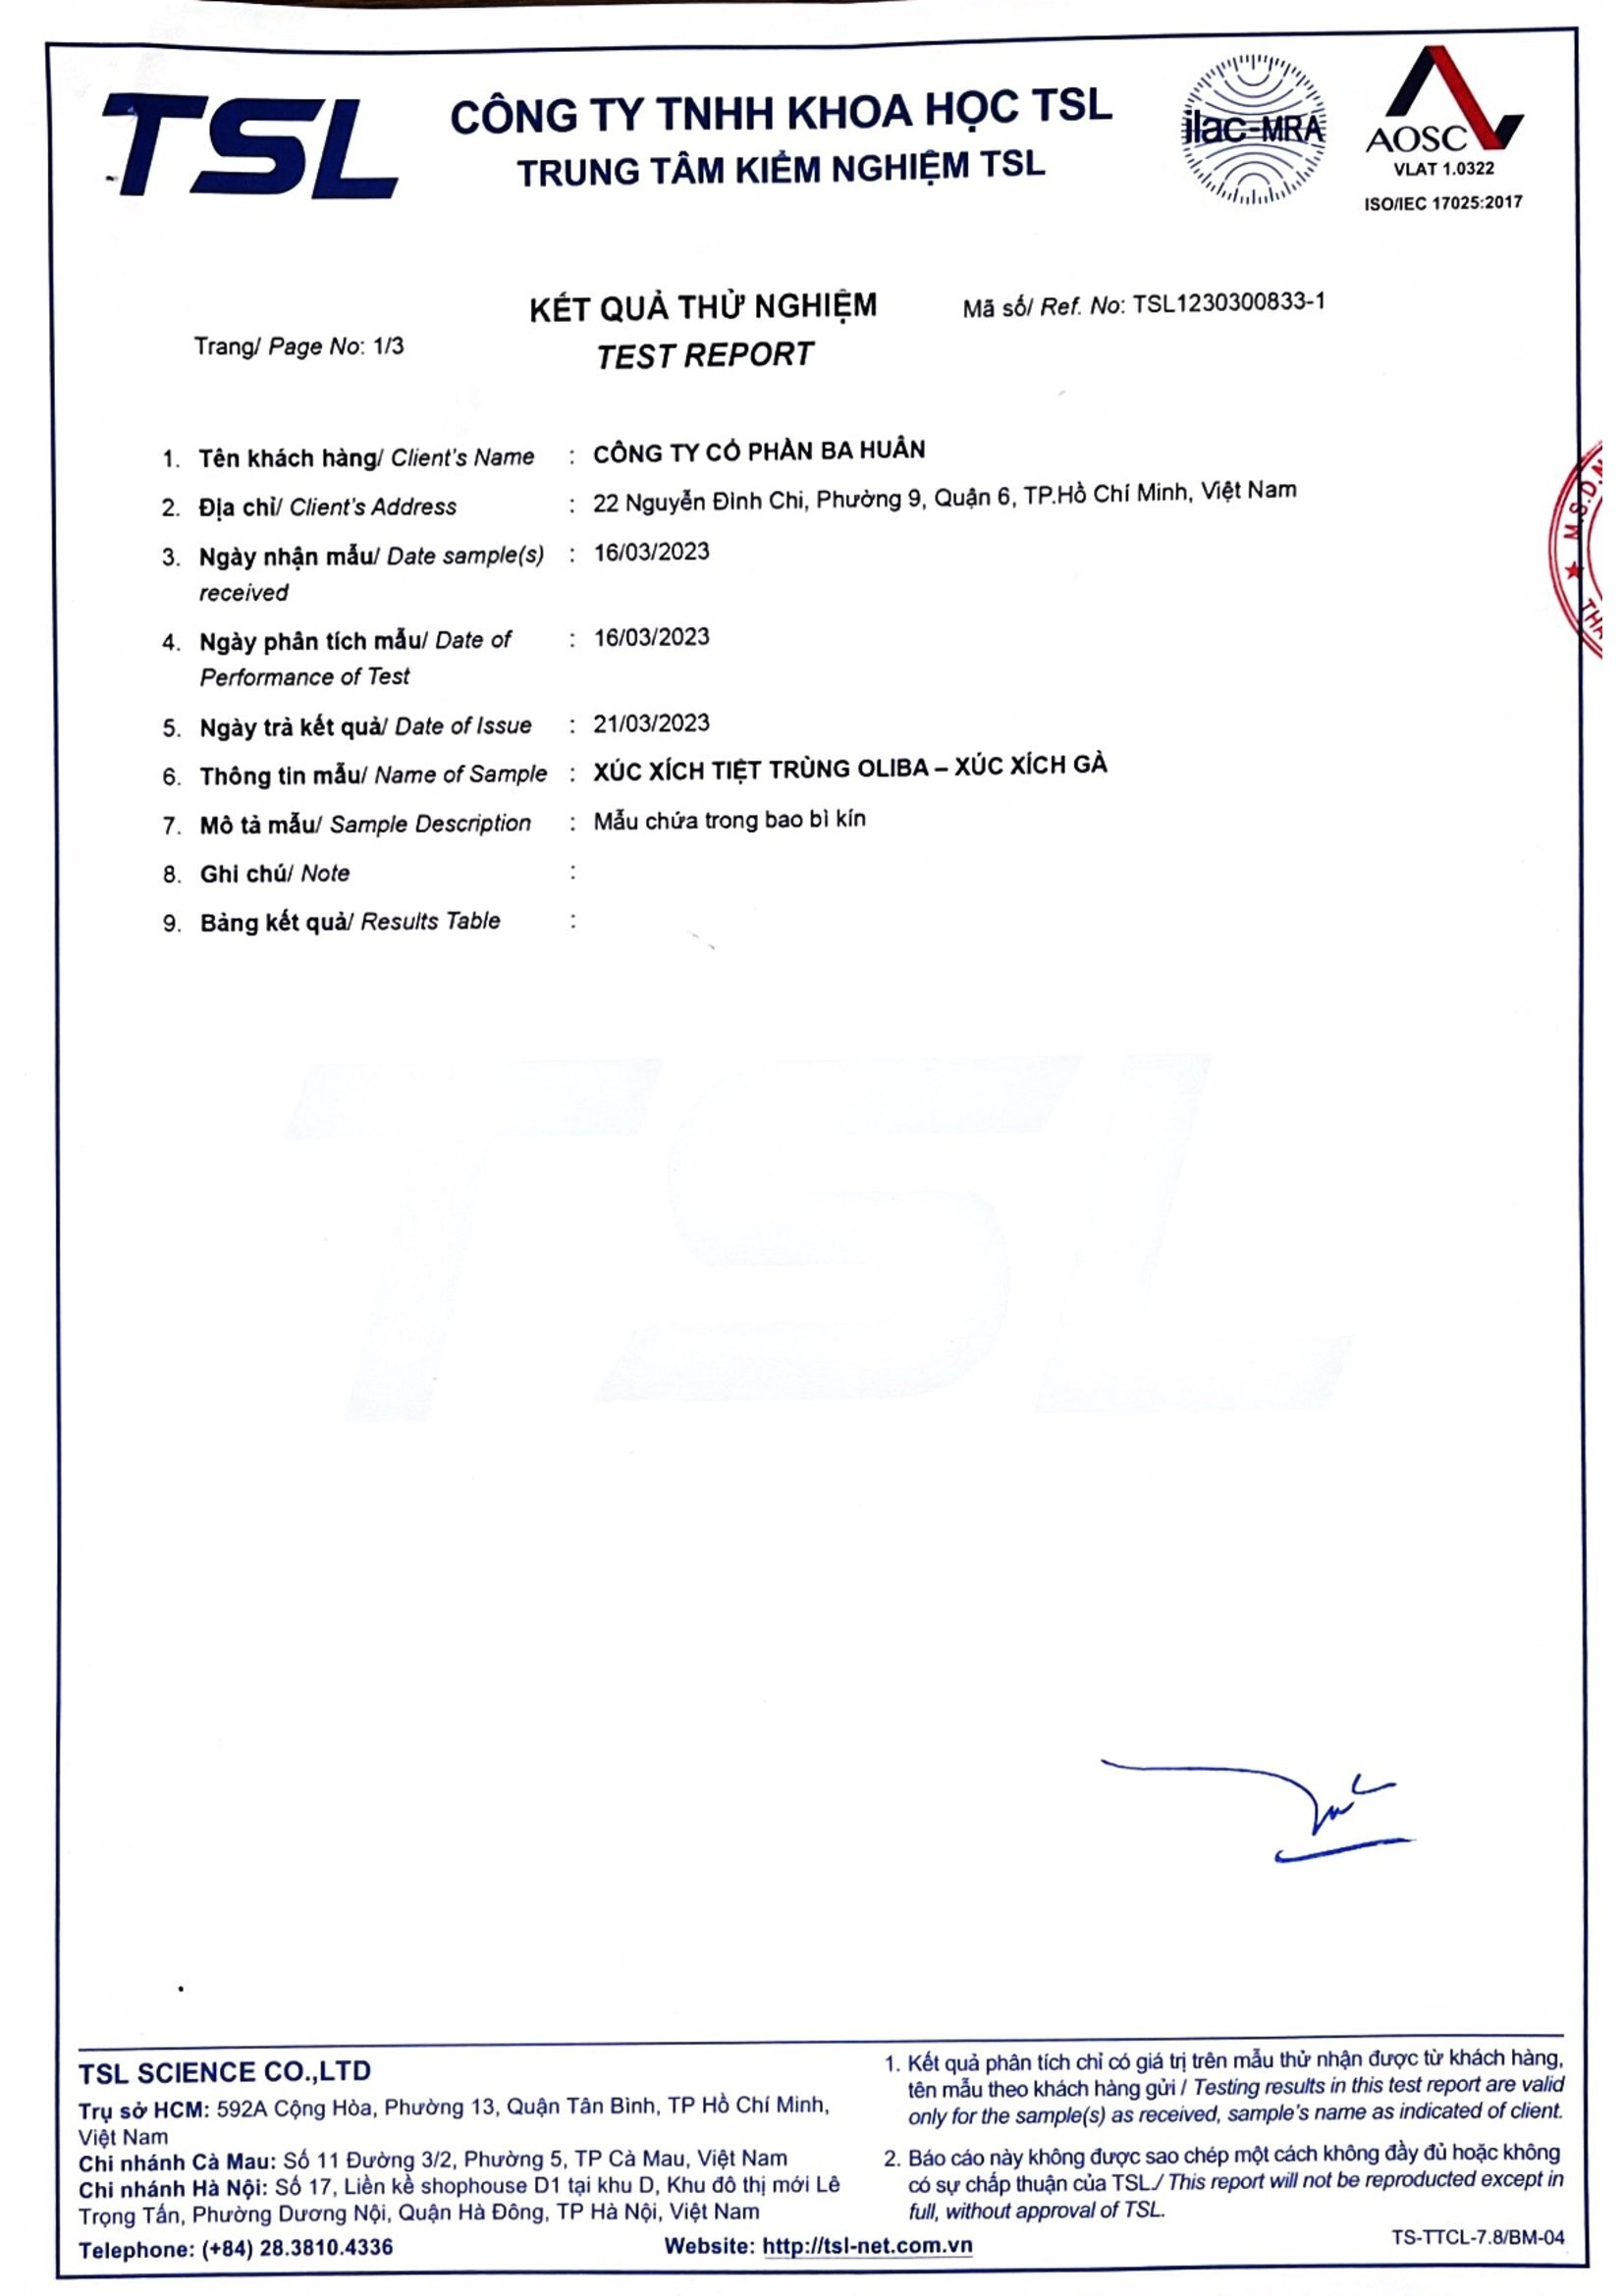 TSL
CÔNG TY TNHH KHOA HỌC TSL
TRUNG TÂM KIỂM NGHIỆM TSL
ilac-MRA
AOSC
VLAT 1.0322
ISO/IEC 17025:2017
KẾT QUẢ THỬ NGHIỆM
Mã số/ Ref. No: TSL1230300833-1
Trang/ Page No: 1/3
TEST REPORT
1. Tên khách hàng/ Client's Name : CÔNG TY CỔ PHẦN BA HUÂN
2. Địa chỉ/ Client's Address : 22 Nguyễn Đình Chi, Phường 9, Quận 6, TP.Hồ Chí Minh, Việt Nam
3. Ngày nhận mẫu/ Date sample(s) : 16/03/2023
received
4. Ngày phân tích mẫu/ Date of : 16/03/2023
Performance of Test
5. Ngày trả kết quả/ Date of Issue : 21/03/2023
6. Thông tin mẫu/ Name of Sample : XÚC XÍCH TIỆT TRÙNG OLIBA – XÚC XÍCH GÀ
7. Mô tả mẫu/ Sample Description : Mẫu chứa trong bao bì kín
8. Ghi chú/ Note :
9. Bảng kết quả/ Results Table :
M.S.D.N
TSL
TSL SCIENCE CO.,LTD
Trụ sở HCM: 592A Cộng Hòa, Phường 13, Quận Tân Bình, TP Hồ Chí Minh,
Việt Nam
Chi nhánh Cà Mau: Số 11 Đường 3/2, Phường 5, TP Cà Mau, Việt Nam
Chi nhánh Hà Nội: Số 17, Liền kề shophouse D1 tại khu D, Khu đô thị mới Lê
Trọng Tấn, Phường Dương Nội, Quận Hà Đông, TP Hà Nội, Việt Nam
Telephone: (+84) 28.3810.4336
Website: http://tsl-net.com.vn
1. Kết quả phân tích chỉ có giá trị trên mẫu thử nhận được từ khách hàng,
tên mẫu theo khách hàng gửi / Testing results in this test report are valid
only for the sample(s) as received, sample's name as indicated of client.
2. Báo cáo này không được sao chép một cách không đầy đủ hoặc không
có sự chấp thuận của TSL./ This report will not be reproduced except in
full, without approval of TSL.
TS-TTCL-7.8/BM-04